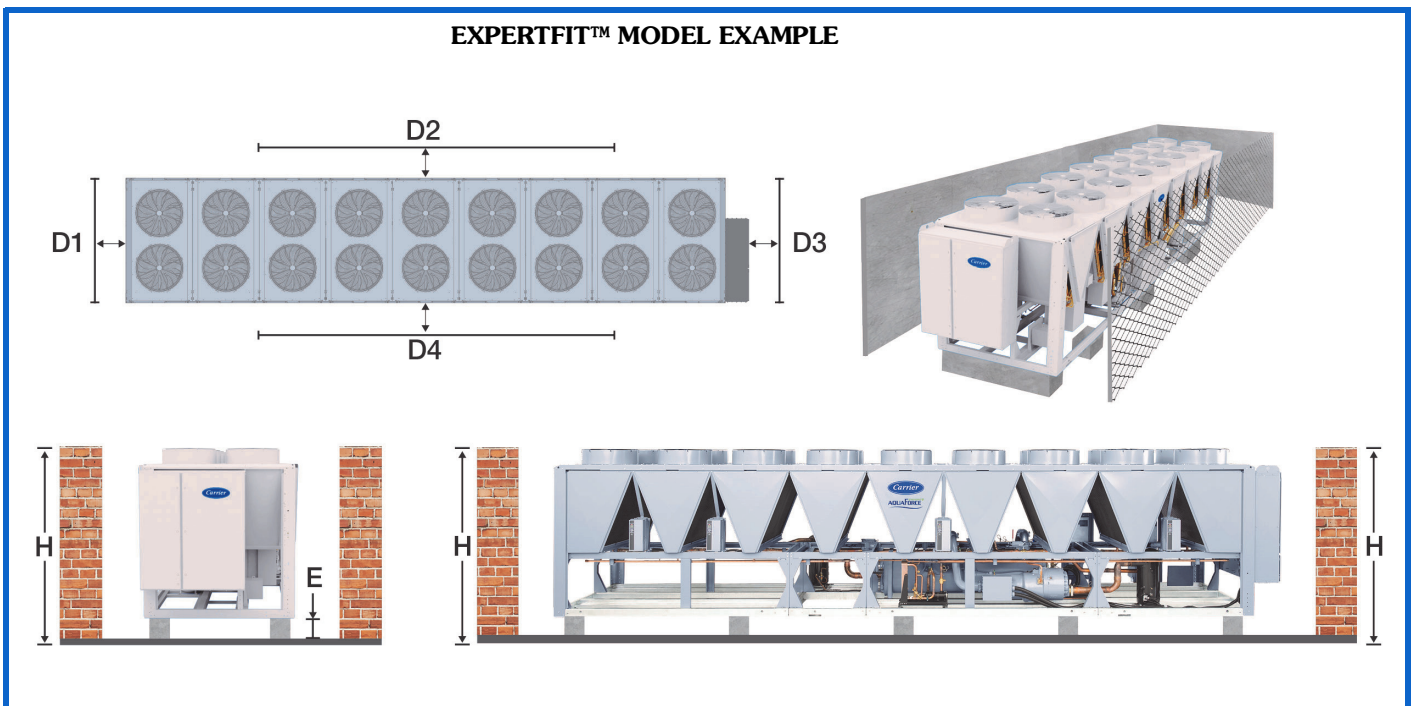 EXPERTFIT™ MODEL EXAMPLE
D2
D1
D3
D4
Carrier
Carrier
H
E
H
Carrier
AQUAFORCE
H